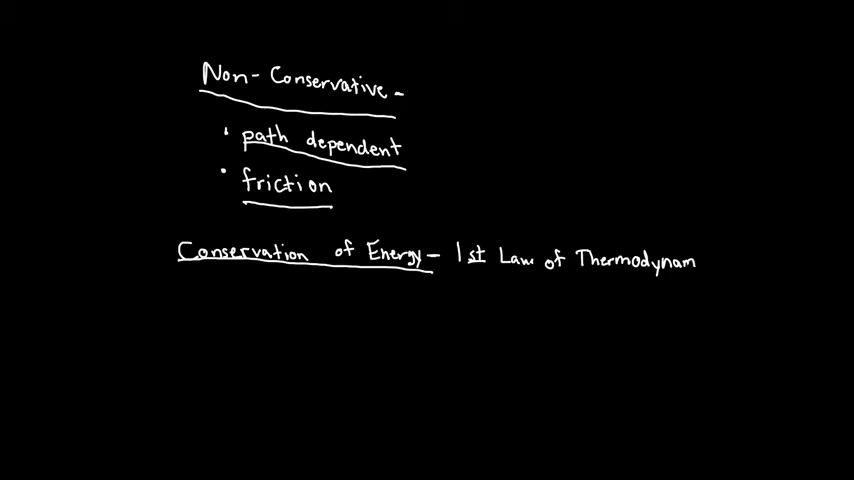 Non-Conservative-
• path dependent
• friction
Conservation of Energy- 1st Law of Thermodynam